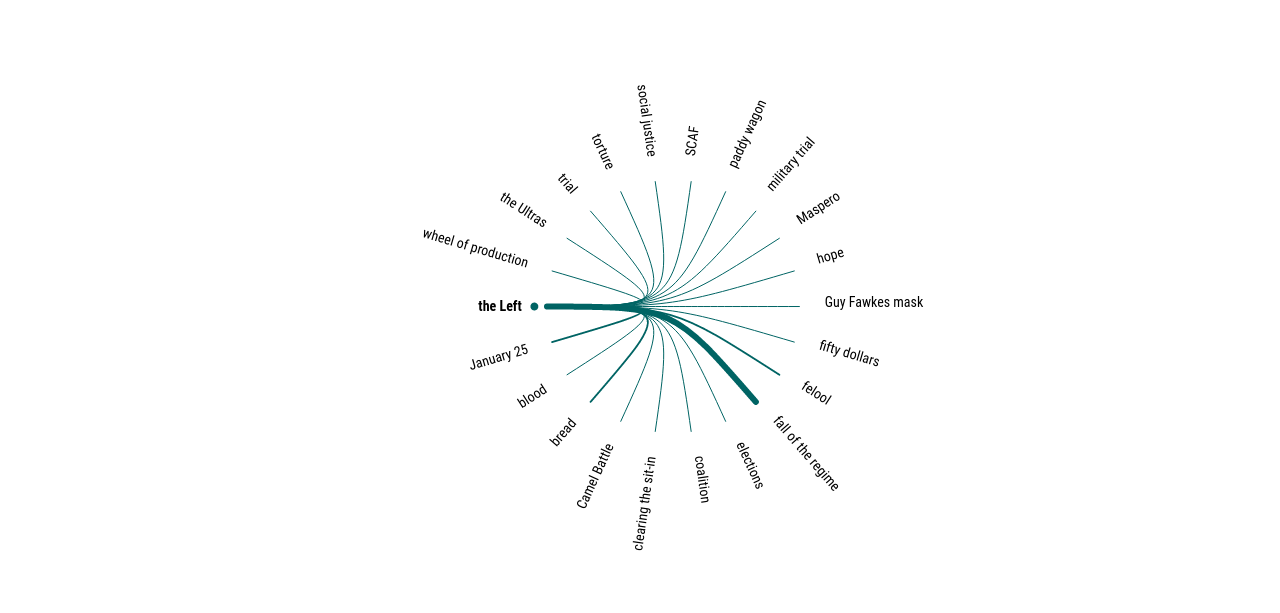 social justice
SCAF
paddy wagon
military trial
Maspero
hope
Guy Fawkes mask
fifty dollars
felool
fall of the regime
elections
coalition
clearing the sit-in
Camel Battle
bread
blood
January 25
the Left
wheel of production
the Ultras
trial
torture